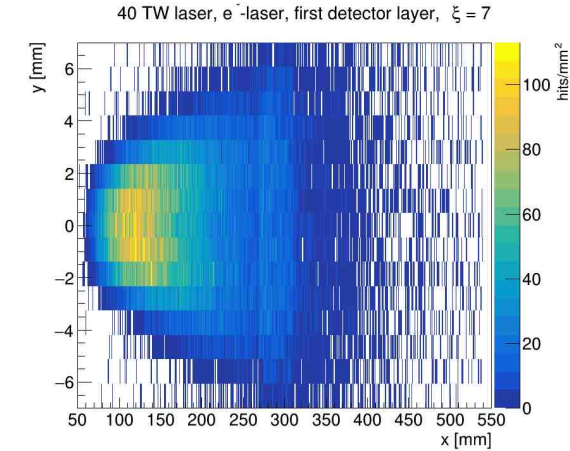 40 TW laser, e⁻-laser, first detector layer, ξ = 7
y [mm]
6
4
2
0
−2
−4
−6
50 100 150 200 250 300 350 400 450 500 550
x [mm]
100
80
60
40
20
0
hits/mm²